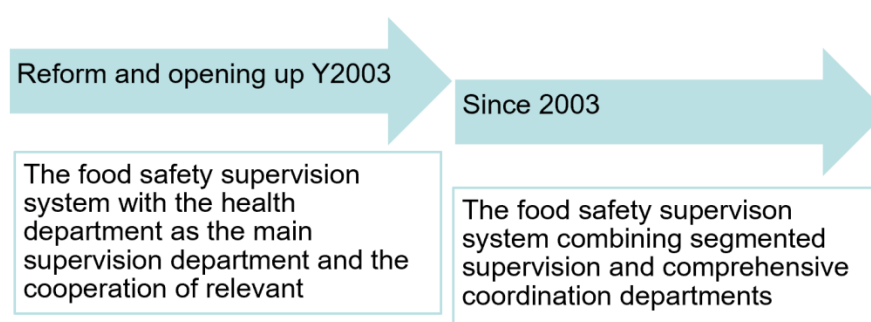 Reform and opening up Y2003
The food safety supervision
system with the health
department as the main
supervision department and the
cooperation of relevant
Since 2003
The food safety supervison
system combining segmented
supervision and comprehensive
coordination departments